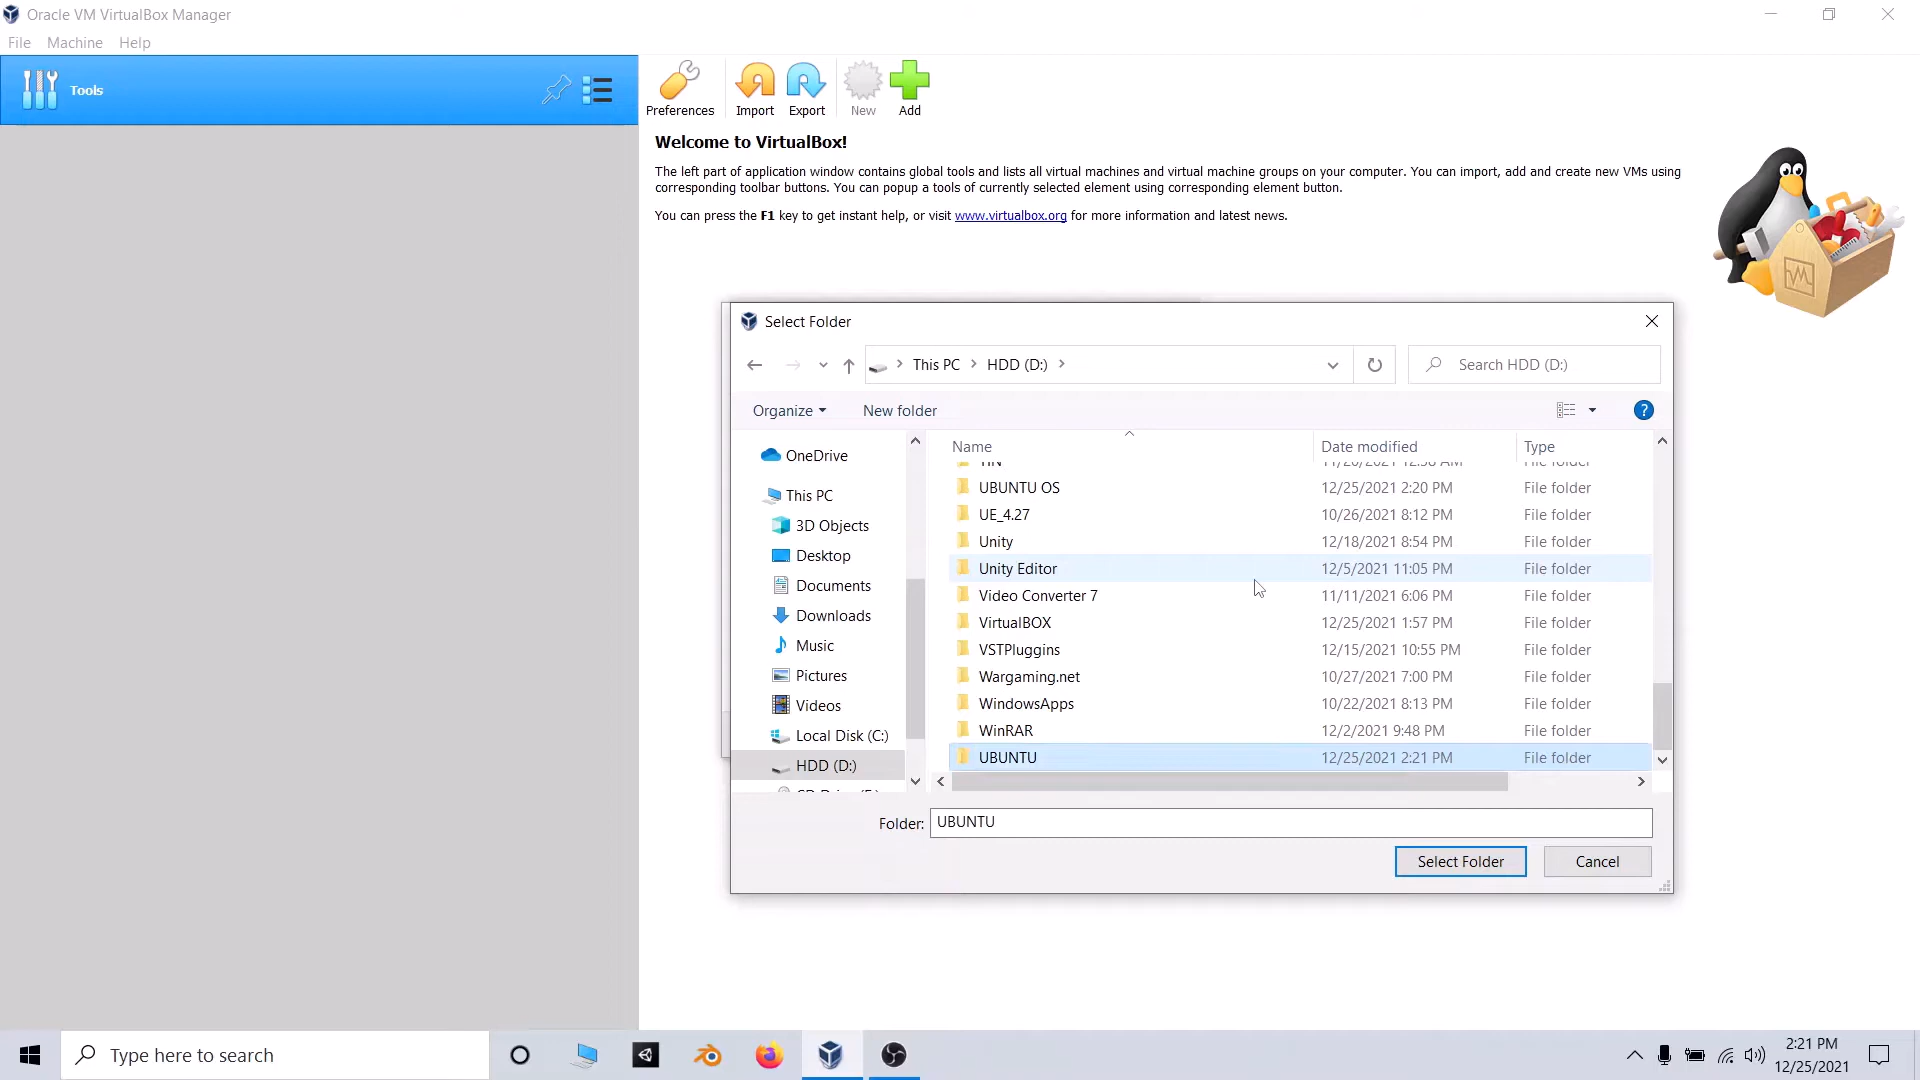 Oracle VM VirtualBox Manager
File Machine Help
Tools
Preferences Import Export New Add
Welcome to VirtualBox!
The left part of application window contains global tools and lists all virtual machines and virtual machine groups on your computer. You can import, add and create new VMs using
corresponding toolbar buttons. You can popup a tools of currently selected element using corresponding element button.
You can press the F1 key to get instant help, or visit www.virtualbox.org for more information and latest news.
Select Folder
This PC > HDD (D:) >
Search HDD (D:)
Organize New folder
OneDrive
This PC
3D Objects
Desktop
Documents
Downloads
Music
Pictures
Videos
Local Disk (C:)
HDD (D:)
Name Date modified Type
UBUNTU OS 12/25/2021 2:20 PM File folder
UE_4.27 10/26/2021 8:12 PM File folder
Unity 12/18/2021 8:54 PM File folder
Unity Editor 12/5/2021 11:05 PM File folder
Video Converter 7 11/11/2021 6:06 PM File folder
VirtualBOX 12/25/2021 1:57 PM File folder
VSTPluggins 12/15/2021 10:55 PM File folder
Wargaming.net 10/27/2021 7:00 PM File folder
WindowsApps 10/22/2021 8:13 PM File folder
WinRAR 12/2/2021 9:48 PM File folder
UBUNTU 12/25/2021 2:21 PM File folder
Folder: UBUNTU
Select Folder Cancel
Type here to search
2:21 PM
12/25/2021